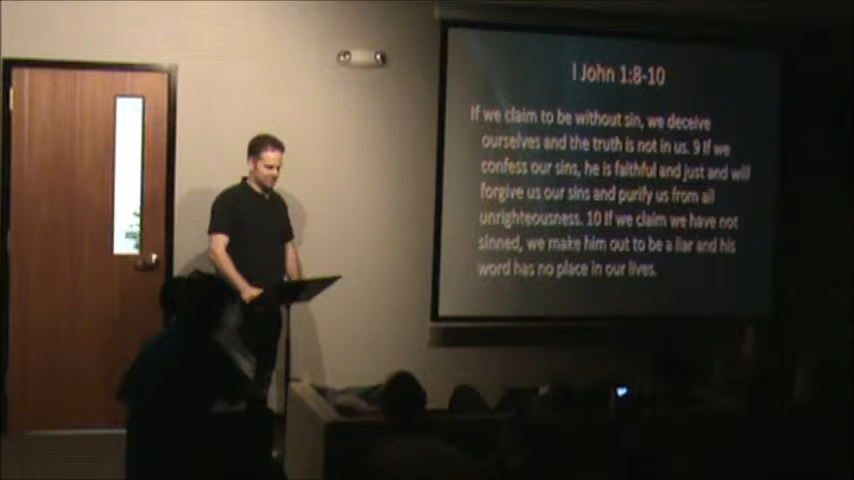 I John 1:8-10
If we claim to be without sin, we deceive
ourselves and the truth is not in us. 9 If we
confess our sins, he is faithful and just and will
forgive us our sins and purify us from all
unrighteousness. 10 If we claim we have not
sinned, we make him out to be a liar and his
word has no place in our lives.